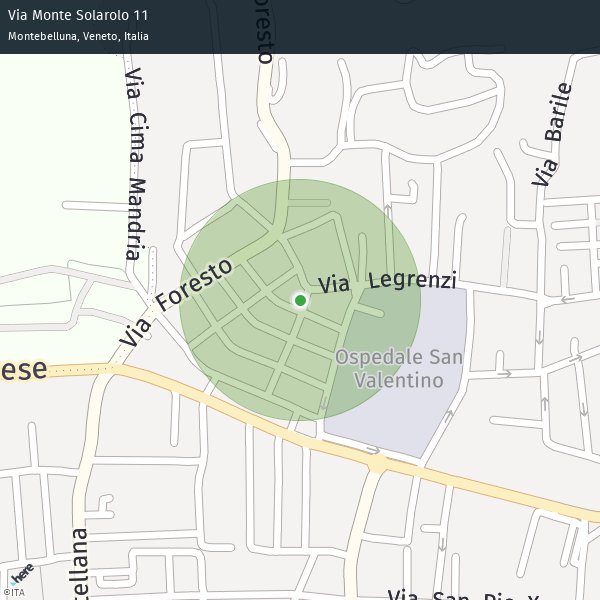 Via Monte Solarolo 11
Montebelluna, Veneto, Italia
Foresto
Via Barile
Via Cima Mandria
Via Foresto
Via Legrenzi
Ospedale San
Valentino
ese
ellana
Via San Pio X
here
©ITA